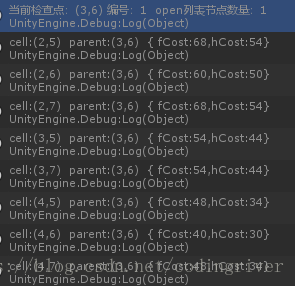 当前检查点: (3,6) 编号: 1 open列表节点数量: 1
UnityEngine.Debug:Log(Object)
cell:(2,5) parent:(3,6) { fCost:68,hCost:54}
UnityEngine.Debug:Log(Object)
cell:(2,6) parent:(3,6) { fCost:60,hCost:50}
UnityEngine.Debug:Log(Object)
cell:(2,7) parent:(3,6) { fCost:68,hCost:54}
UnityEngine.Debug:Log(Object)
cell:(3,5) parent:(3,6) { fCost:54,hCost:44}
UnityEngine.Debug:Log(Object)
cell:(3,7) parent:(3,6) { fCost:54,hCost:44}
UnityEngine.Debug:Log(Object)
cell:(4,5) parent:(3,6) { fCost:48,hCost:34}
UnityEngine.Debug:Log(Object)
cell:(4,6) parent:(3,6) { fCost:40,hCost:30}
UnityEngine.Debug:Log(Object)
cell:(4,7) parent:(3,6) { fCost:48,hCost:34}
s://blog.csdn.net/codingriver
UnityEngine.Debug:Log(Object)